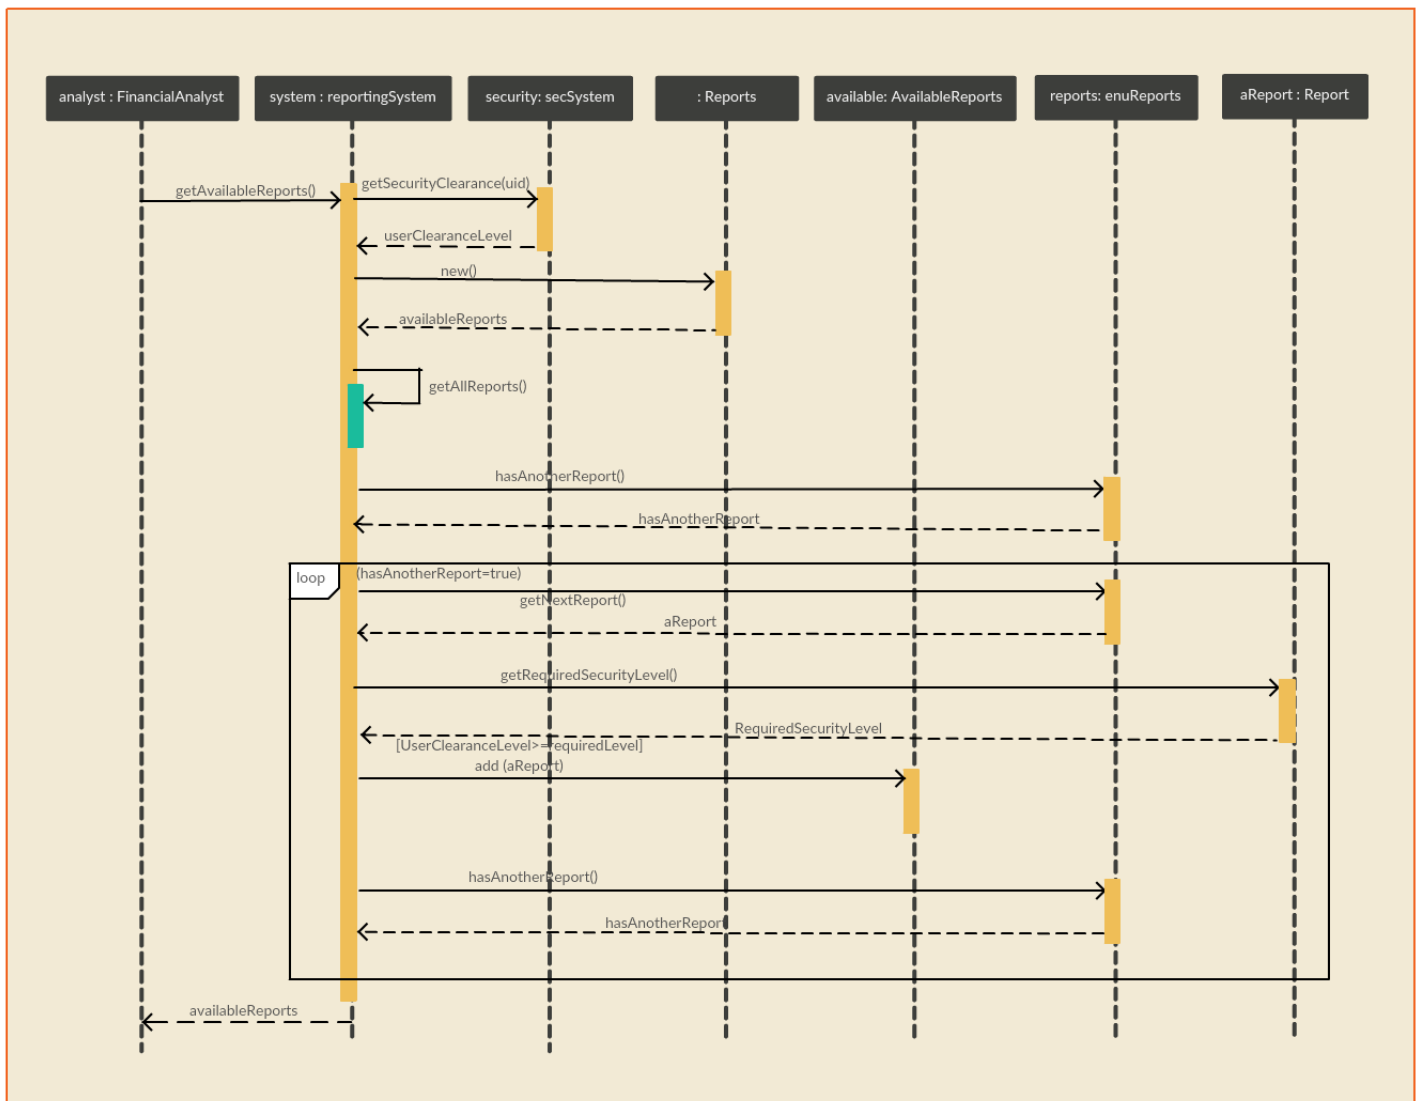 analyst : FinancialAnalyst
system : reportingSystem
security: secSystem
: Reports
available: AvailableReports
reports: enuReports
aReport : Report
getAvailableReports()
getSecurityClearance(uid)
userClearanceLevel
new()
availableReports
getAllReports()
hasAnotherReport()
hasAnotherReport
loop
(hasAnotherReport=true)
getNextReport()
aReport
getRequiredSecurityLevel()
RequiredSecurityLevel
[UserClearanceLevel>=requiredLevel]
add (aReport)
hasAnotherReport()
hasAnotherReport
availableReports